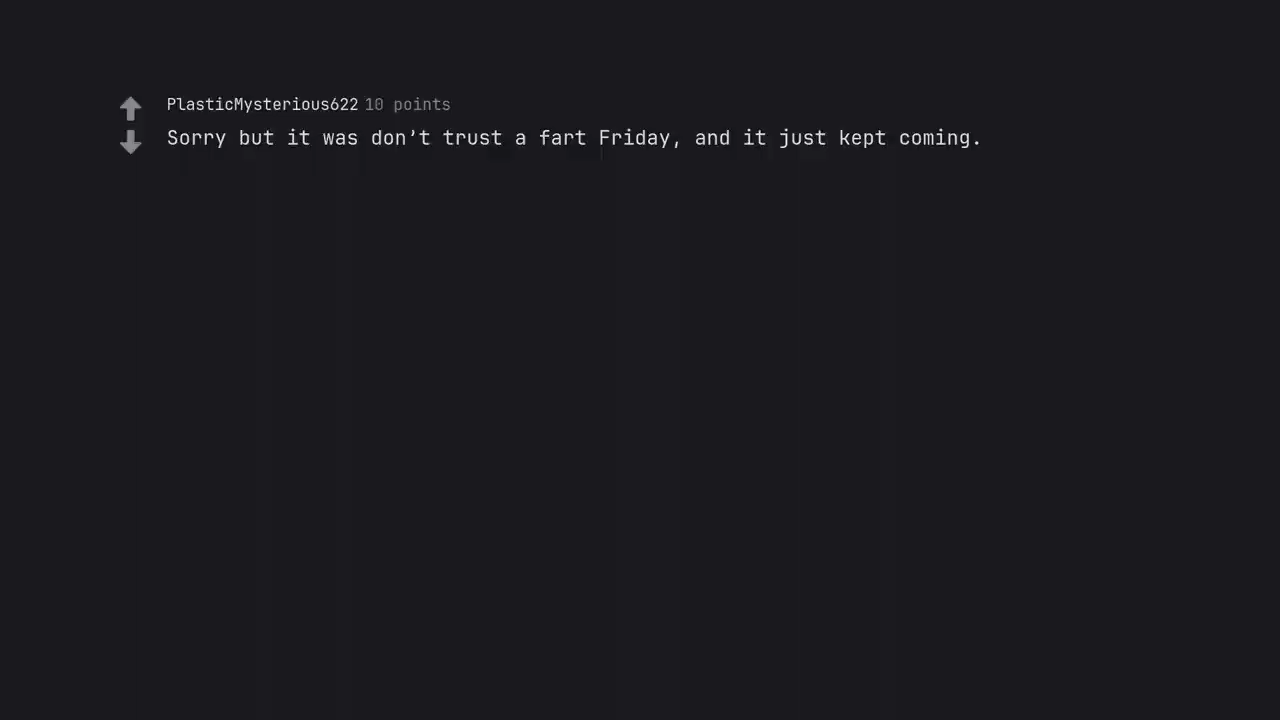 PlasticMysterious622 10 points
Sorry but it was don’t trust a fart Friday, and it just kept coming.